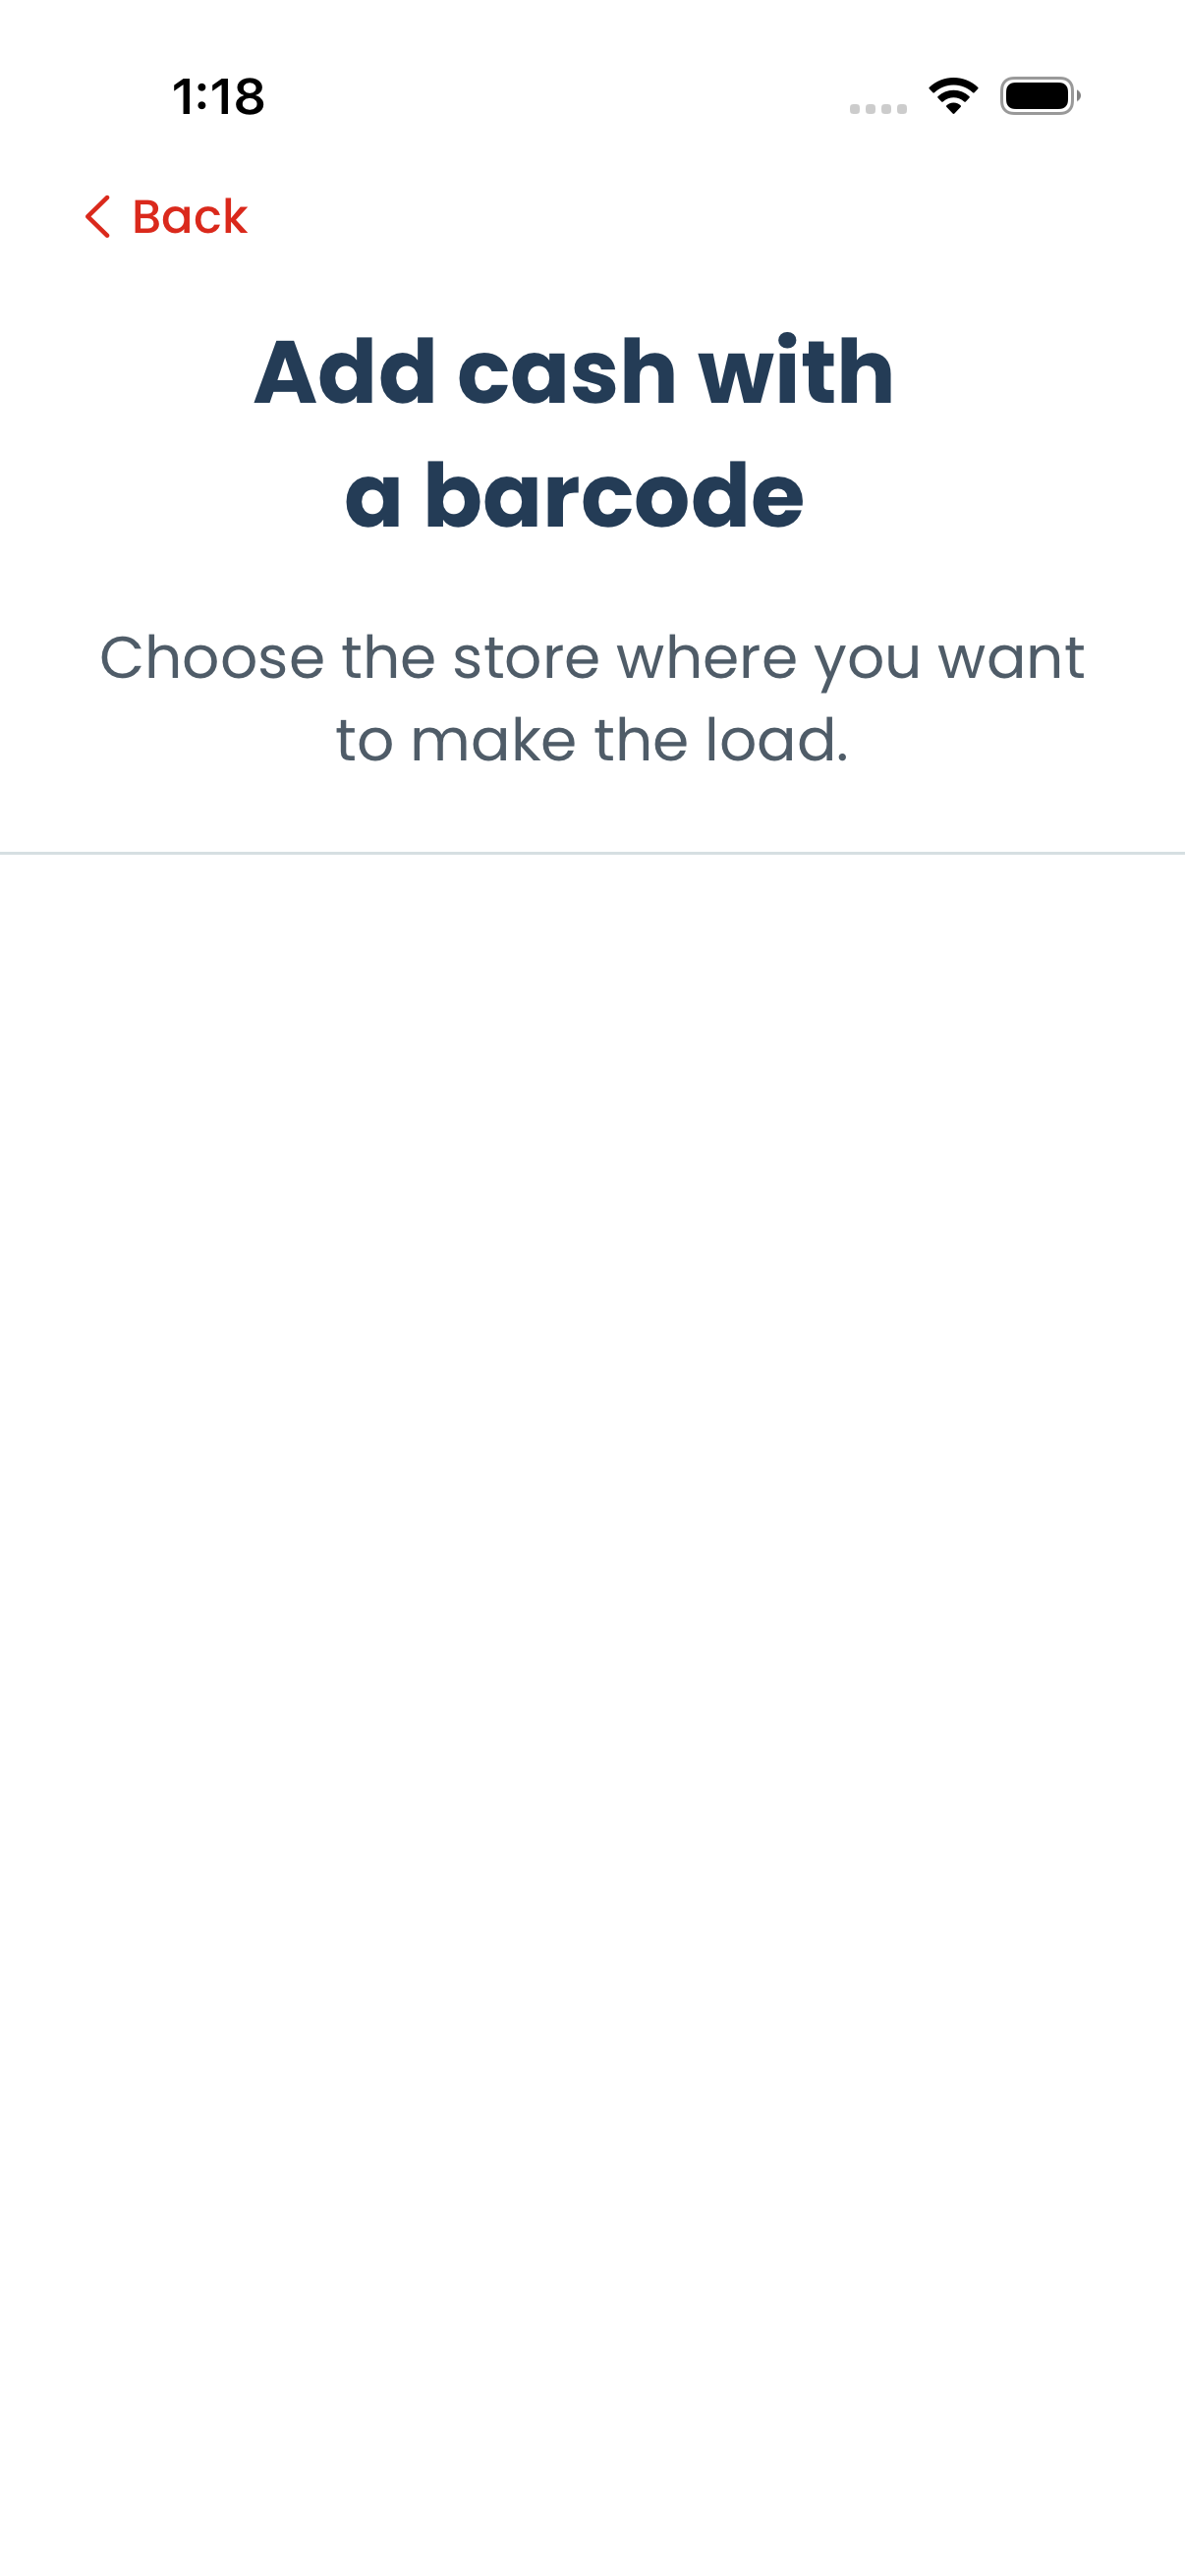 1:18
Back
Add cash with
a barcode
Choose the store where you want
to make the load.